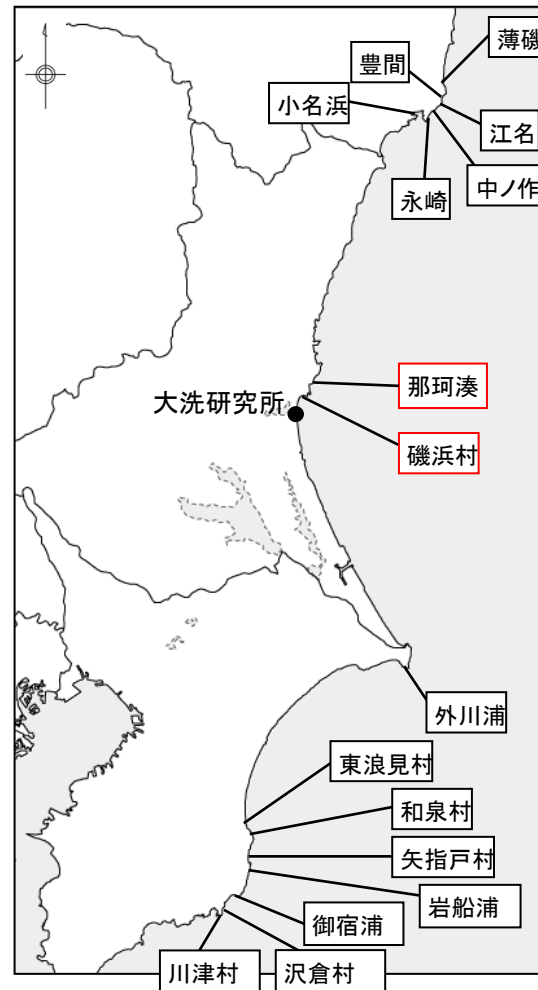 薄磯
豊間
小名浜
江名
中ノ作
永崎
那珂湊
大洗研究所
磯浜村
外川浦
東浪見村
和泉村
矢指戸村
岩船浦
御宿浦
川津村
沢倉村